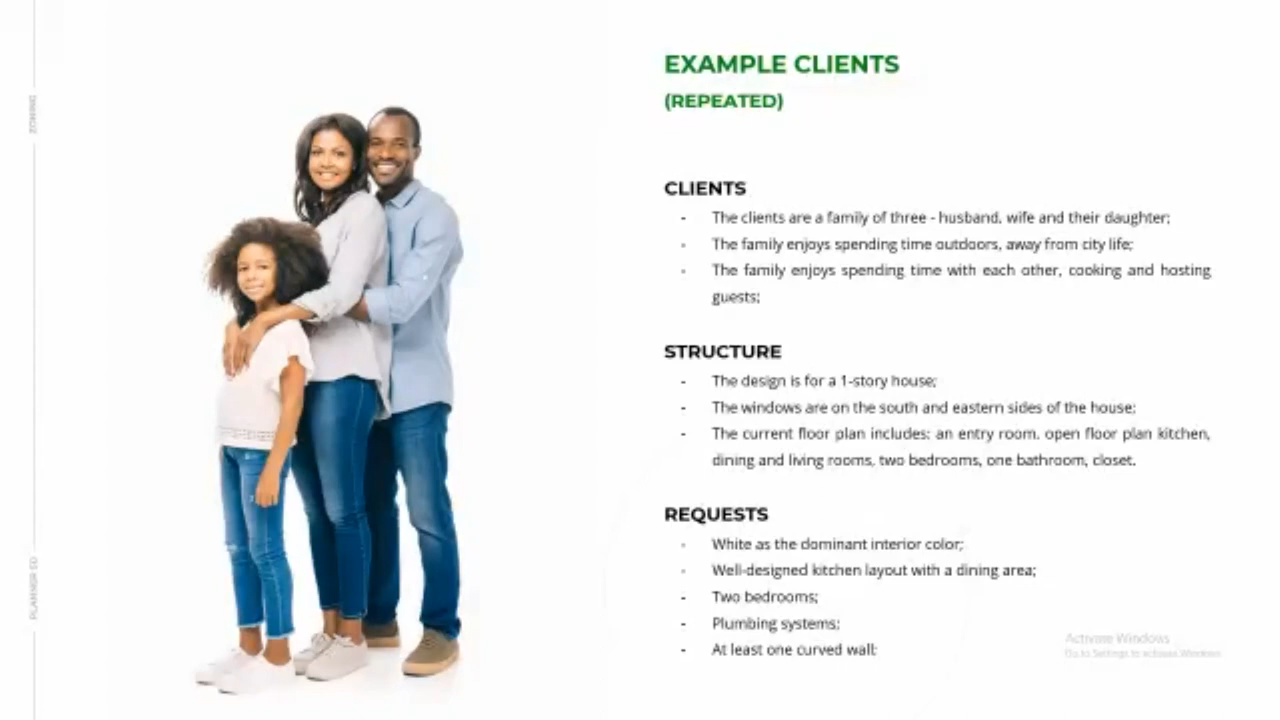 EXAMPLE CLIENTS
(REPEATED)
CLIENTS
- The clients are a family of three - husband, wife and their daughter;
- The family enjoys spending time outdoors, away from city life;
- The family enjoys spending time with each other, cooking and hosting
guests;
STRUCTURE
- The design is for a 1-story house;
- The windows are on the south and eastern sides of the house;
- The current floor plan includes: an entry room, open floor plan kitchen,
dining and living rooms, two bedrooms, one bathroom, closet.
REQUESTS
- White as the dominant interior color;
- Well-designed kitchen layout with a dining area;
- Two bedrooms;
- Plumbing systems;
- At least one curved wall;
Activate Windows
Go to Settings to activate Windows.
ZONING
PLANNER 5D